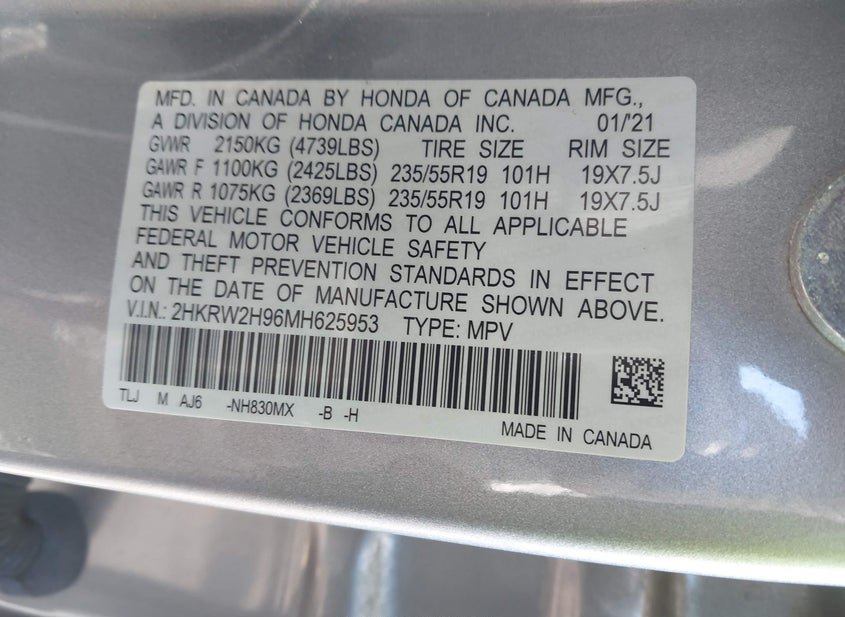 MFD. IN CANADA BY HONDA OF CANADA MFG.,
A DIVISION OF HONDA CANADA INC. 01/'21
GVWR 2150KG (4739LBS) TIRE SIZE RIM SIZE
GAWR F 1100KG (2425LBS) 235/55R19 101H 19X7.5J
GAWR R 1075KG (2369LBS) 235/55R19 101H 19X7.5J
THIS VEHICLE CONFORMS TO ALL APPLICABLE
FEDERAL MOTOR VEHICLE SAFETY
AND THEFT PREVENTION STANDARDS IN EFFECT
ON THE DATE OF MANUFACTURE SHOWN ABOVE.
V.I.N.: 2HKRW2H96MH625953 TYPE: MPV
TLJ M AJ6 -NH830MX -B -H
MADE IN CANADA